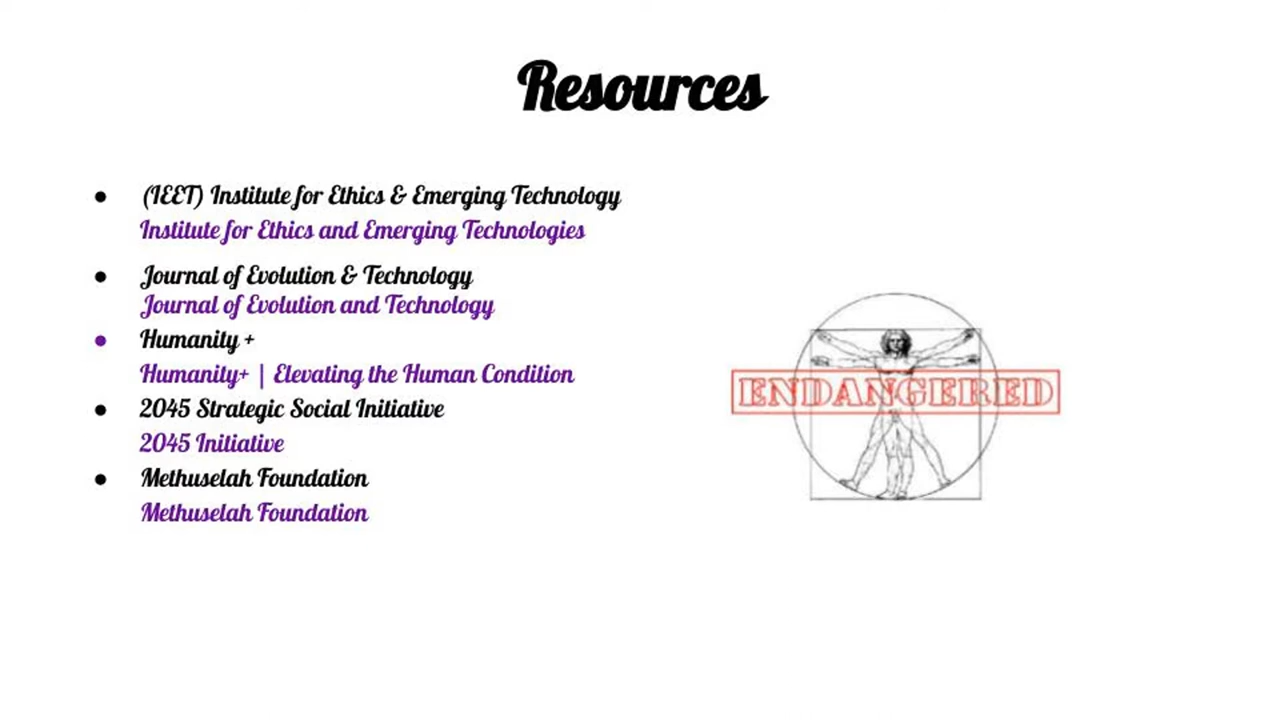 Resources
● (IEET) Institute for Ethics & Emerging Technology
Institute for Ethics and Emerging Technologies
● Journal of Evolution & Technology
Journal of Evolution and Technology
● Humanity +
Humanity+ | Elevating the Human Condition
● 2045 Strategic Social Initiative
2045 Initiative
● Methuselah Foundation
Methuselah Foundation
ENDANGERED